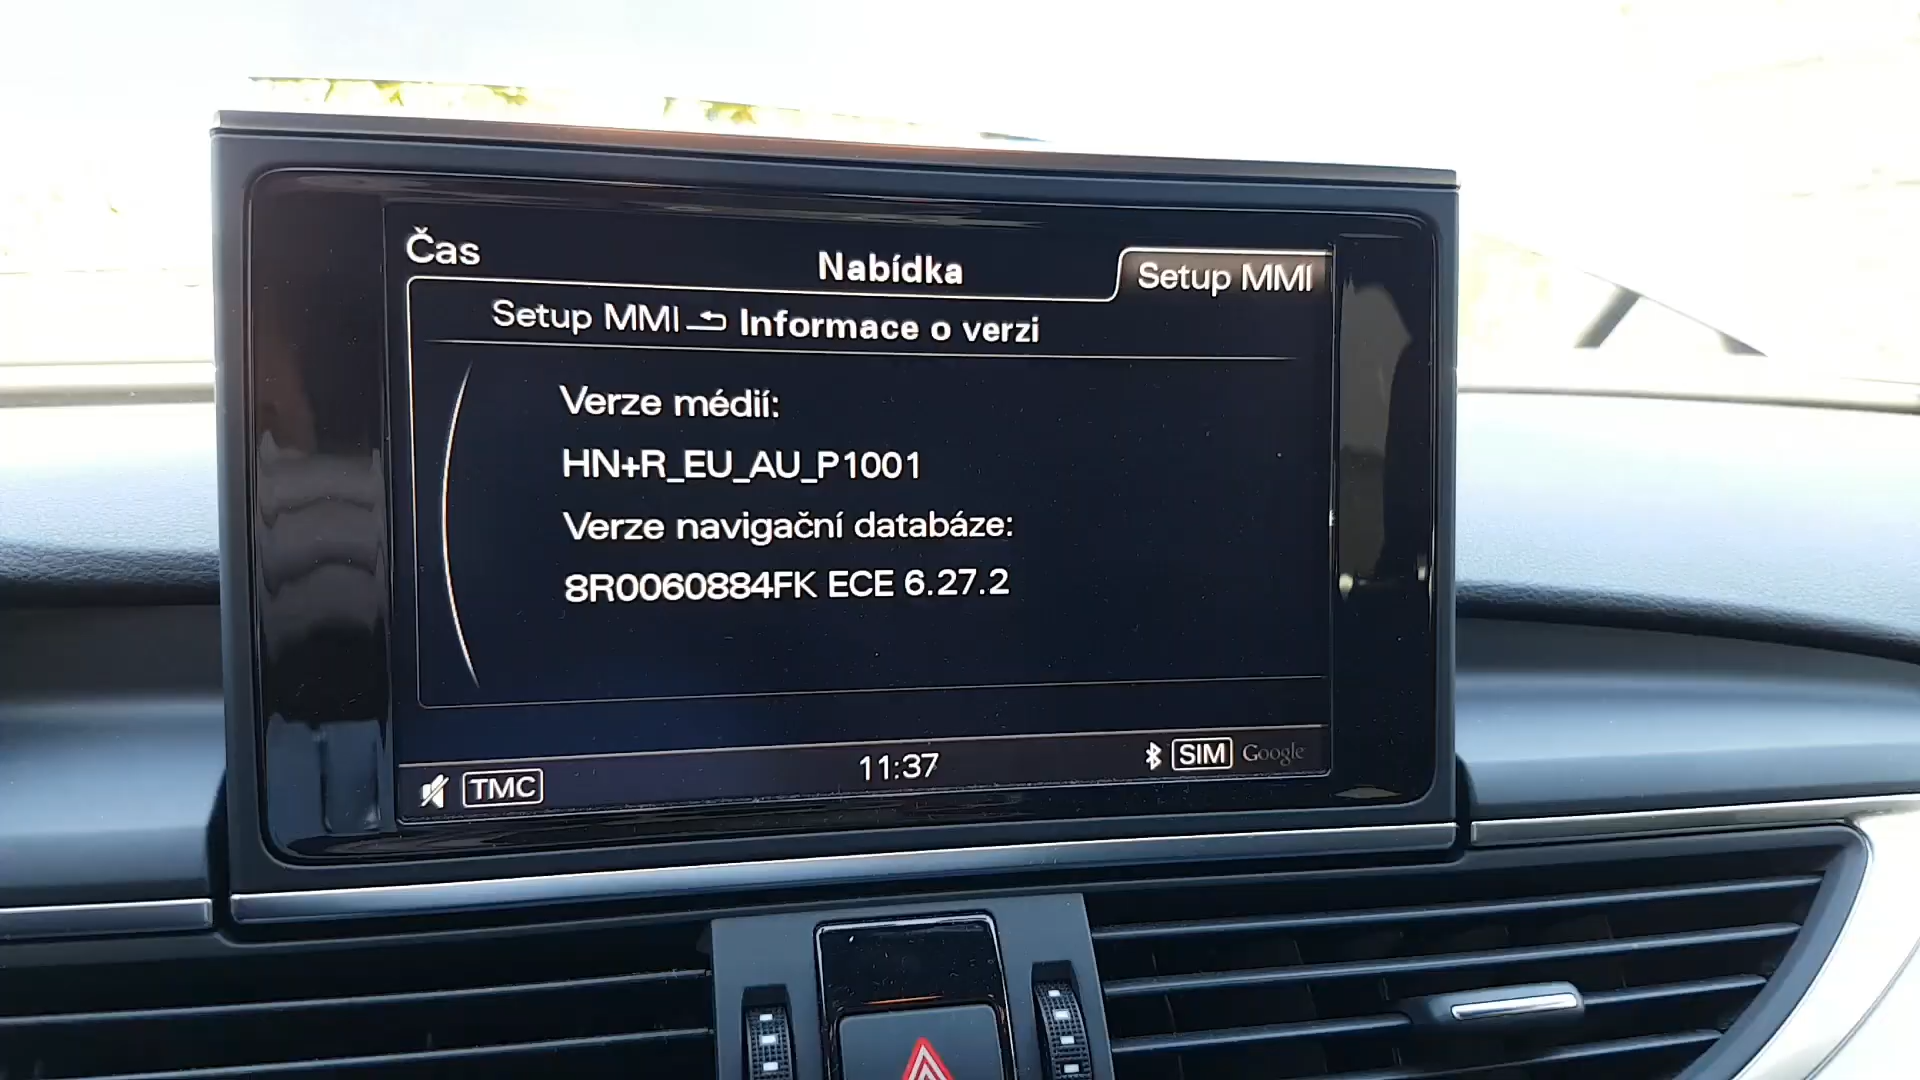 Čas
Nabídka
Setup MMI
Setup MMI Informace o verzi
Verze médií:
HN+R_EU_AU_P1001
Verze navigační databáze:
8R0060884FK ECE 6.27.2
TMC
11:37
SIM Google